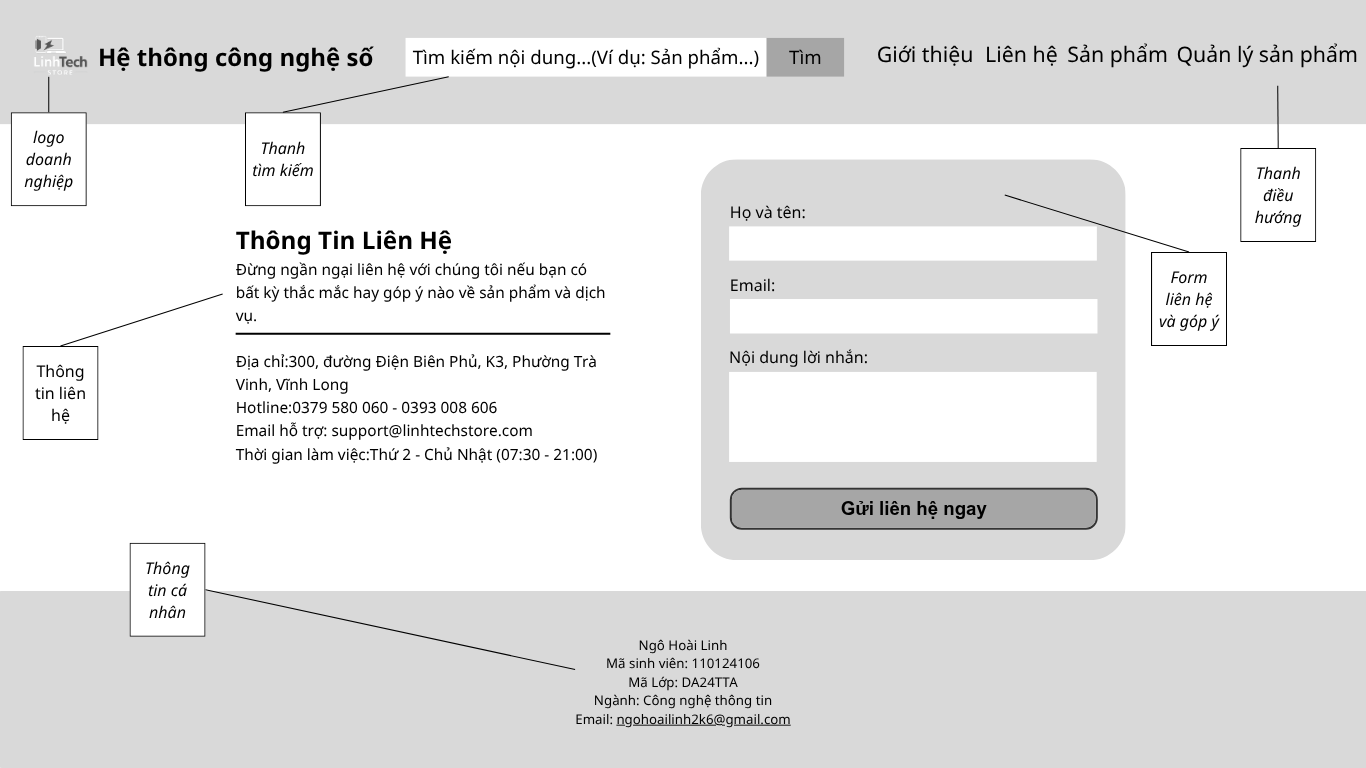 LinhTech
STORE
Hệ thông công nghệ số
Tìm kiếm nội dung...(Ví dụ: Sản phẩm...)
Tìm
Giới thiệu Liên hệ Sản phẩm Quản lý sản phẩm
logo
doanh
nghiệp
Thanh
tìm kiếm
Thanh
điều
hướng
Thông Tin Liên Hệ
Đừng ngần ngại liên hệ với chúng tôi nếu bạn có
bất kỳ thắc mắc hay góp ý nào về sản phẩm và dịch
vụ.
Địa chỉ:300, đường Điện Biên Phủ, K3, Phường Trà
Vinh, Vĩnh Long
Hotline:0379 580 060 - 0393 008 606
Email hỗ trợ: support@linhtechstore.com
Thời gian làm việc:Thứ 2 - Chủ Nhật (07:30 - 21:00)
Thông
tin liên
hệ
Họ và tên:
Email:
Nội dung lời nhắn:
Gửi liên hệ ngay
Form
liên hệ
và góp ý
Thông
tin cá
nhân
Ngô Hoài Linh
Mã sinh viên: 110124106
Mã Lớp: DA24TTA
Ngành: Công nghệ thông tin
Email: ngohoailinh2k6@gmail.com